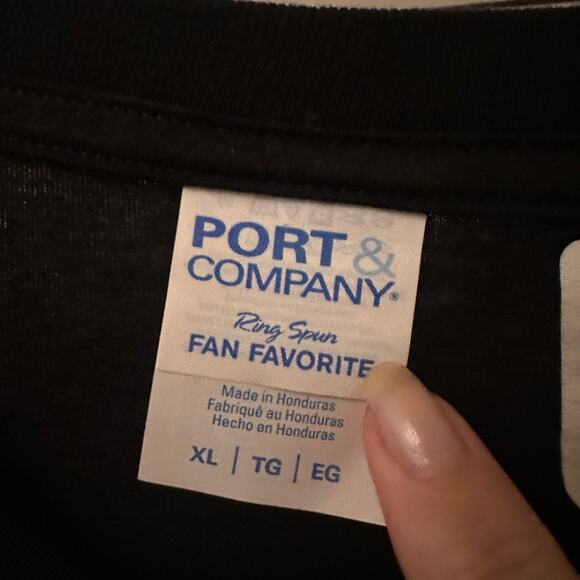 PORT &
COMPANY®
Ring Spun
FAN FAVORITE
Made in Honduras
Fabriqué au Honduras
Hecho en Honduras
XL | TG | EG